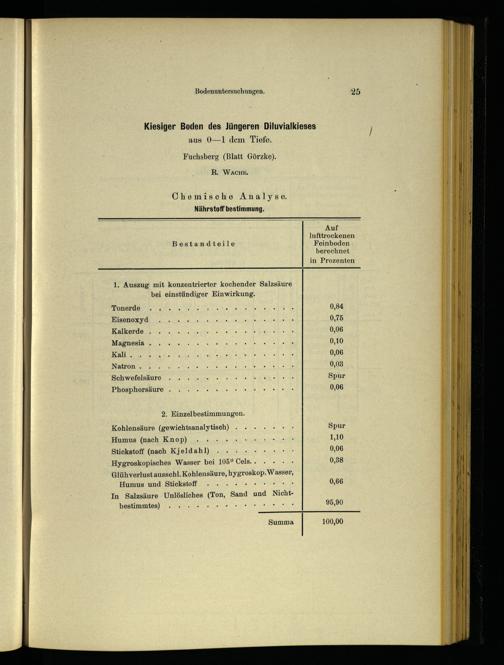 Bodenuntersuchungen. 25
Kiesiger Boden des Jüngeren Diluvialkieses
aus 0—1 dem Tiefe.
Fuchsberg (Blatt Görzke).
R. Wache.
Chemische Analyse.
Nährstoffbestimmung.
Bestandteile
Auf
lufttrockenen
Feinboden
berechnet
in Prozenten
1. Auszug mit konzentrierter kochender Salzsäure
bei einstündiger Einwirkung.
Tonerde . . . . . . . . . . . . . . . . 0,84
Eisenoxyd . . . . . . . . . . . . . . . 0,75
Kalkerde . . . . . . . . . . . . . . . . 0,06
Magnesia . . . . . . . . . . . . . . . . 0,10
Kali . . . . . . . . . . . . . . . . . . 0,06
Natron . . . . . . . . . . . . . . . . . 0,03
Schwefelsäure . . . . . . . . . . . . . . Spur
Phosphorsäure . . . . . . . . . . . . . . 0,06
2. Einzelbestimmungen.
Kohlensäure (gewichtsanalytisch) . . . . . . . Spur
Humus (nach Knop) . . . . . . . . . . . 1,10
Stickstoff (nach Kjeldahl) . . . . . . . . . 0,06
Hygroskopisches Wasser bei 105° Cels. . . . . . 0,38
Glühverlust ausschl. Kohlensäure, hygroskop. Wasser,
Humus und Stickstoff . . . . . . . . . . 0,66
In Salzsäure Unlösliches (Ton, Sand und Nicht-
bestimmtes) . . . . . . . . . . . . . . 95,90
Summa 100,00